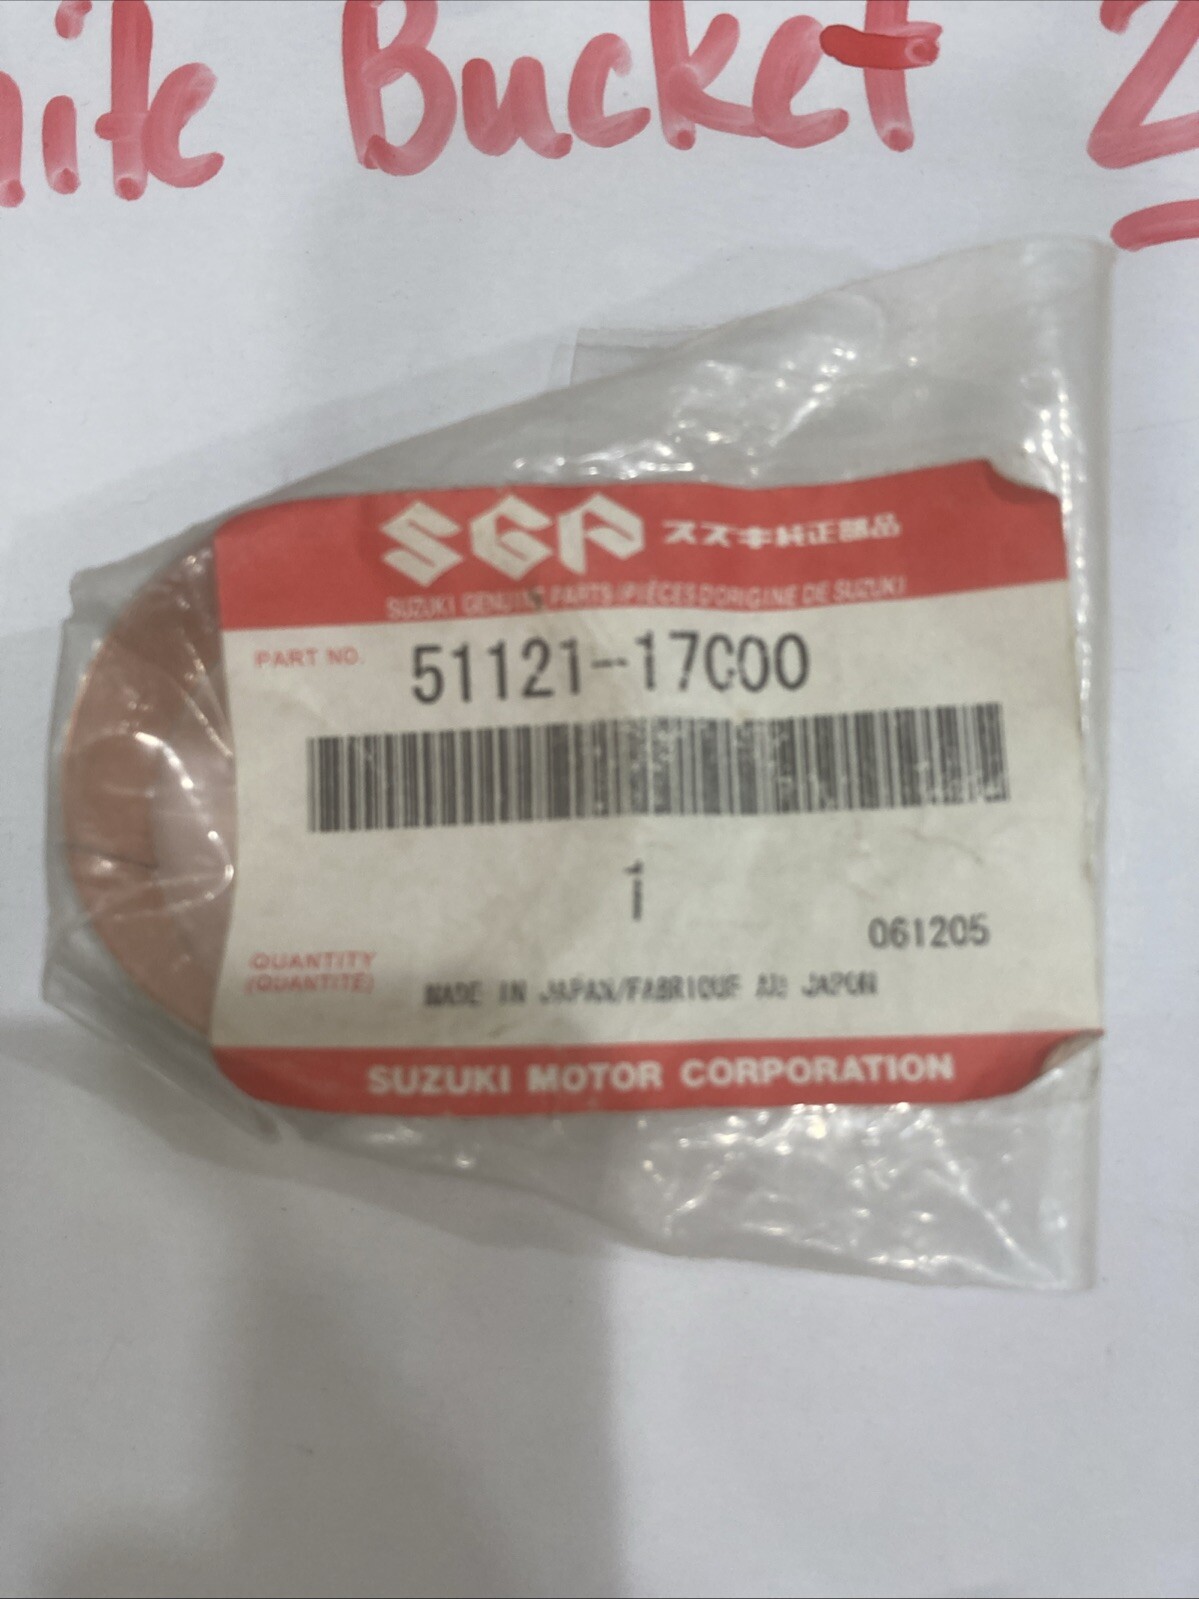 Bucket 2
SGP スズキ純正部品
SUZUKI GENUINE PARTS/PIÈCES D'ORIGINE DE SUZUKI
PART NO. 51121-17C00
1
061205
QUANTITY
(QUANTITÉ)
MADE IN JAPAN/FABRIQUE AU JAPON
SUZUKI MOTOR CORPORATION